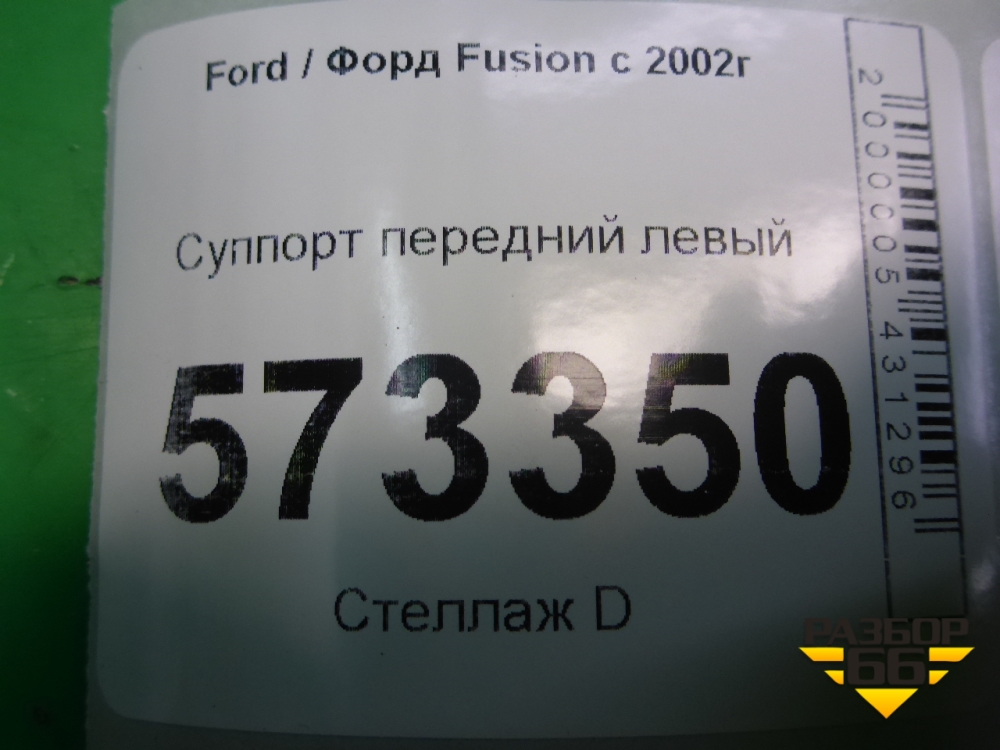 Ford / Форд Fusion с 2002г
Суппорт передний левый
573350
Стеллаж D
2000005431296
РАЗБОР
66